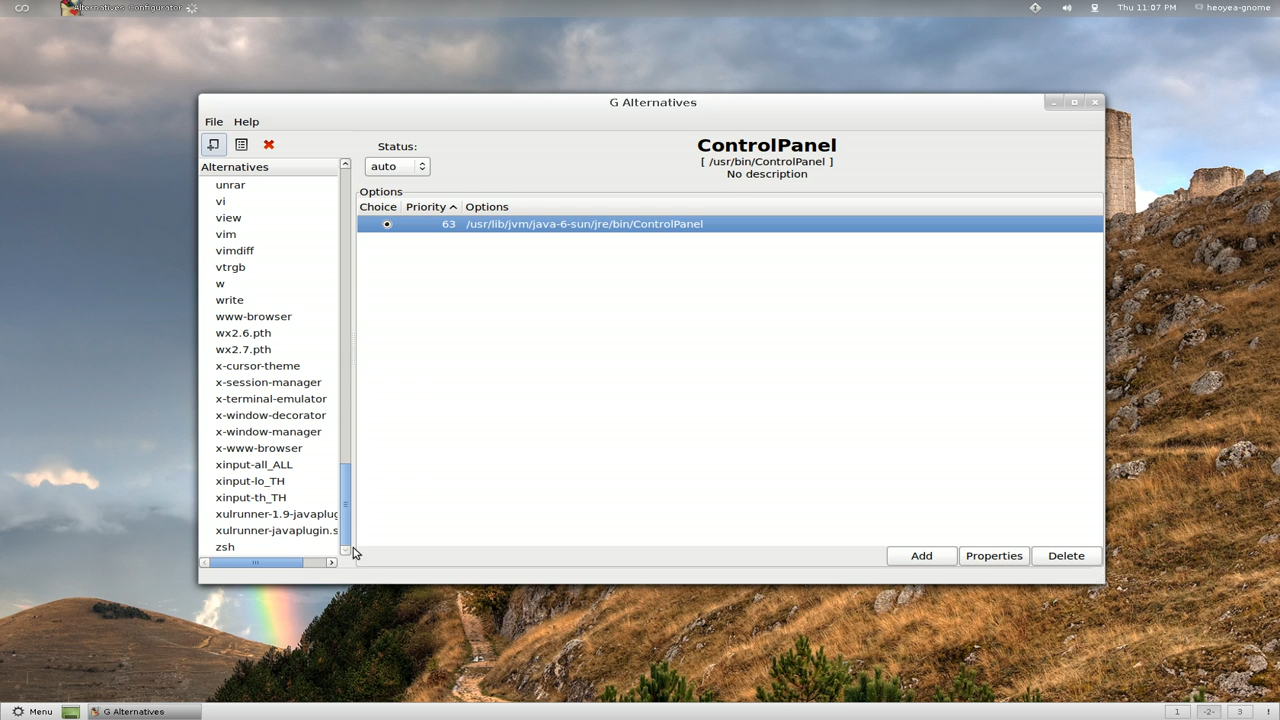 Alternatives Configurator
Thu 11:07 PM
heoyea-gnome
G Alternatives
File Help
Status:
auto
ControlPanel
[ /usr/bin/ControlPanel ]
No description
Alternatives
unrar
vi
view
vim
vimdiff
vtrgb
w
write
www-browser
wx2.6.pth
wx2.7.pth
x-cursor-theme
x-session-manager
x-terminal-emulator
x-window-decorator
x-window-manager
x-www-browser
xinput-all_ALL
xinput-lo_TH
xinput-th_TH
xulrunner-1.9-javaplug
xulrunner-javaplugin.s
zsh
Options
Choice Priority Options
63 /usr/lib/jvm/java-6-sun/jre/bin/ControlPanel
Add Properties Delete
Menu G Alternatives 1 -2- 3 !